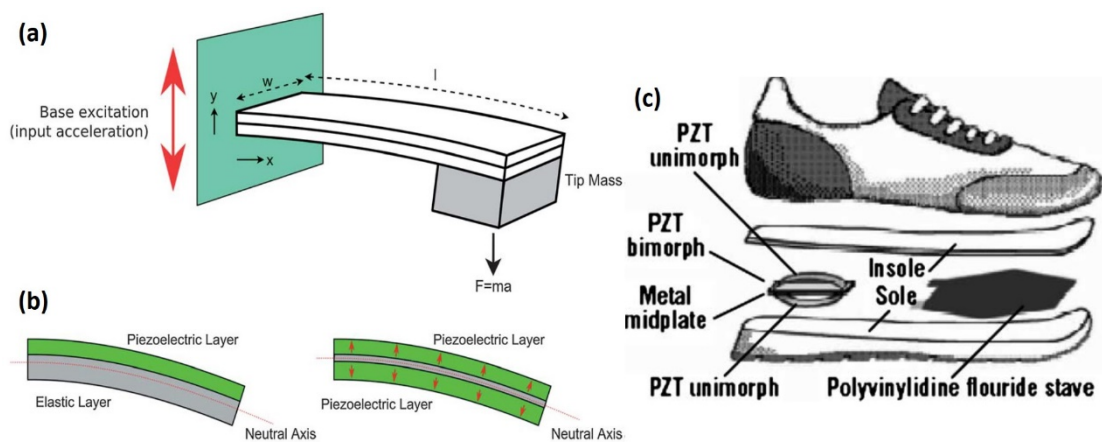 (a)
Base excitation
(input acceleration)
w
l
y
x
Tip Mass
F=ma
(b)
Piezoelectric Layer
Elastic Layer
Neutral Axis
Piezoelectric Layer
Piezoelectric Layer
Neutral Axis
(c)
PZT
unimorph
PZT
bimorph
Metal
midplate
Insole
Sole
PZT unimorph
Polyvinylidine flouride stave